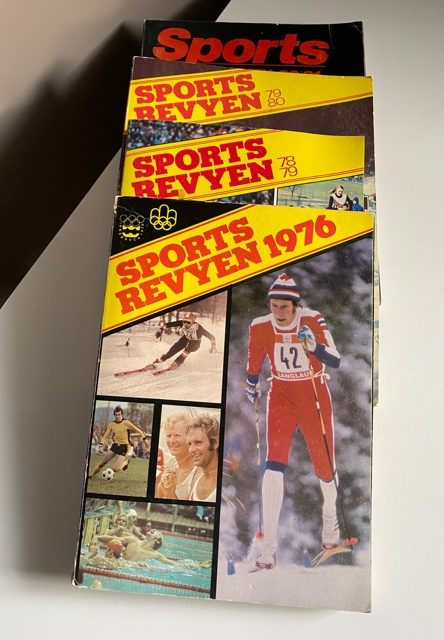 Sports
SPORTS
REVYEN 79
80
SPORTS
REVYEN 78
79
SPORTS
REVYEN 1976
42
LANGLAUF